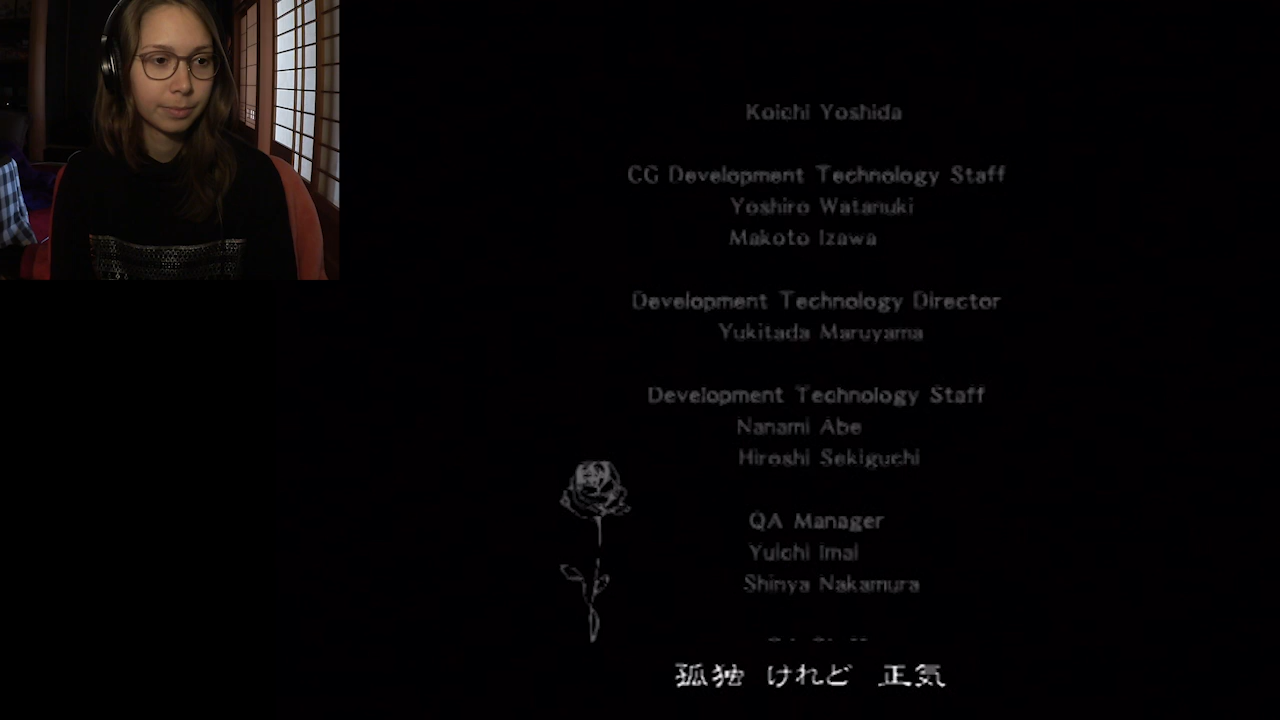 Koichi Yoshida
CG Development Technology Staff
Yoshiro Watanuki
Makoto Izawa
Development Technology Director
Yukitada Maruyama
Development Technology Staff
Nanami Abe
Hiroshi Sekiguchi
QA Manager
Yuichi Imai
Shinya Nakamura
孤独 けれど 正気